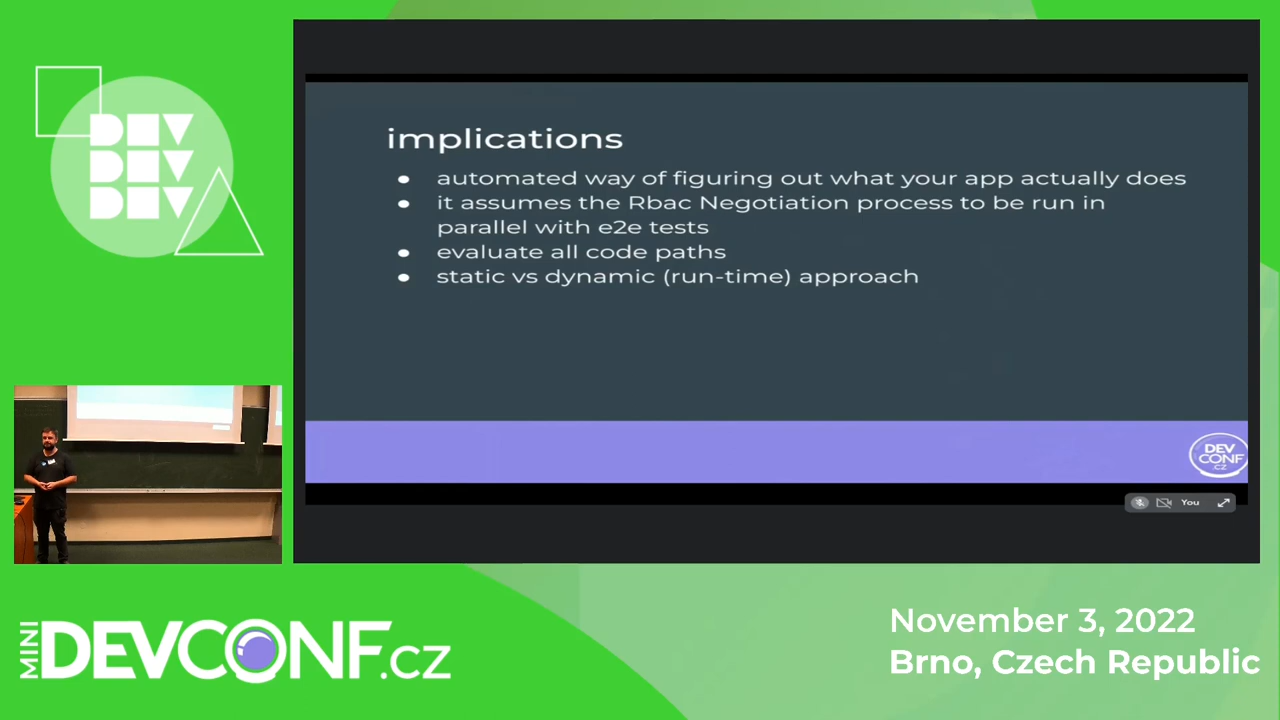 DEV
DEV
DEV
implications
● automated way of figuring out what your app actually does
● it assumes the Rbac Negotiation process to be run in
parallel with e2e tests
● evaluate all code paths
● static vs dynamic (run-time) approach
DEV
CONF
.CZ
You
MINI DEVCONF.cz
November 3, 2022
Brno, Czech Republic